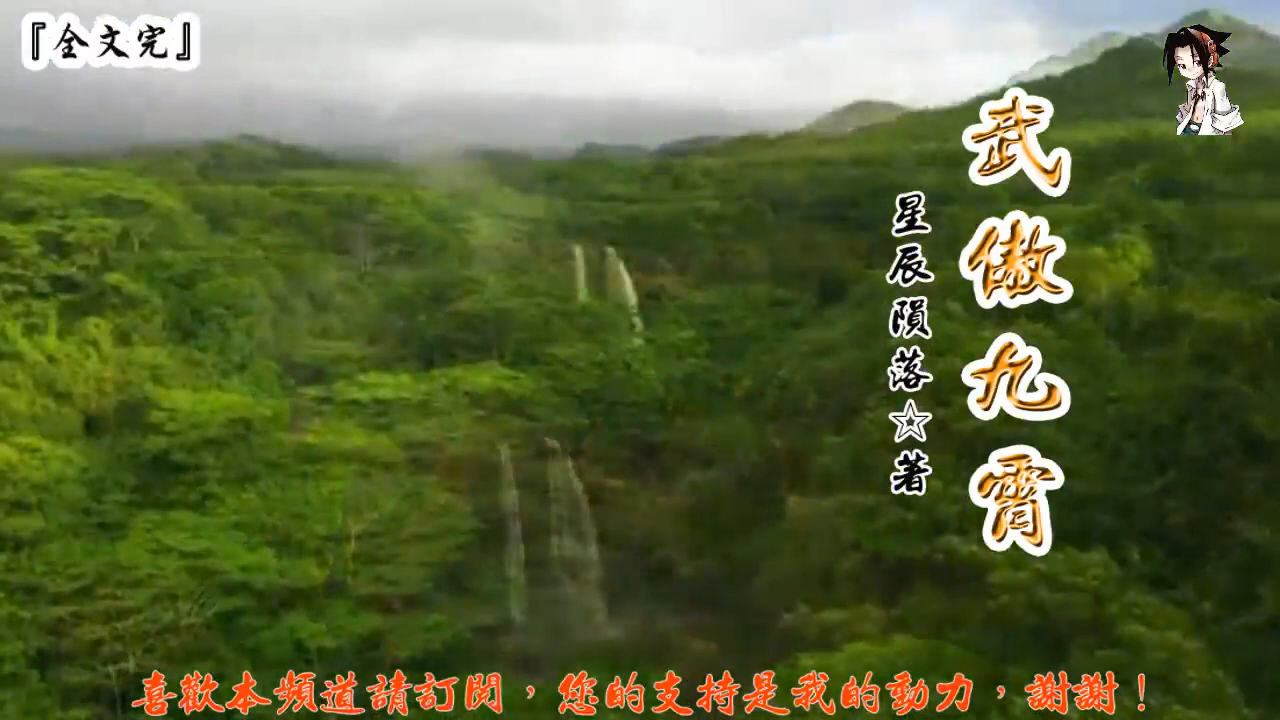 『全文完』
武傲九霄
星辰隕落☆著
喜歡本頻道請訂閱，您的支持是我的動力，謝謝！